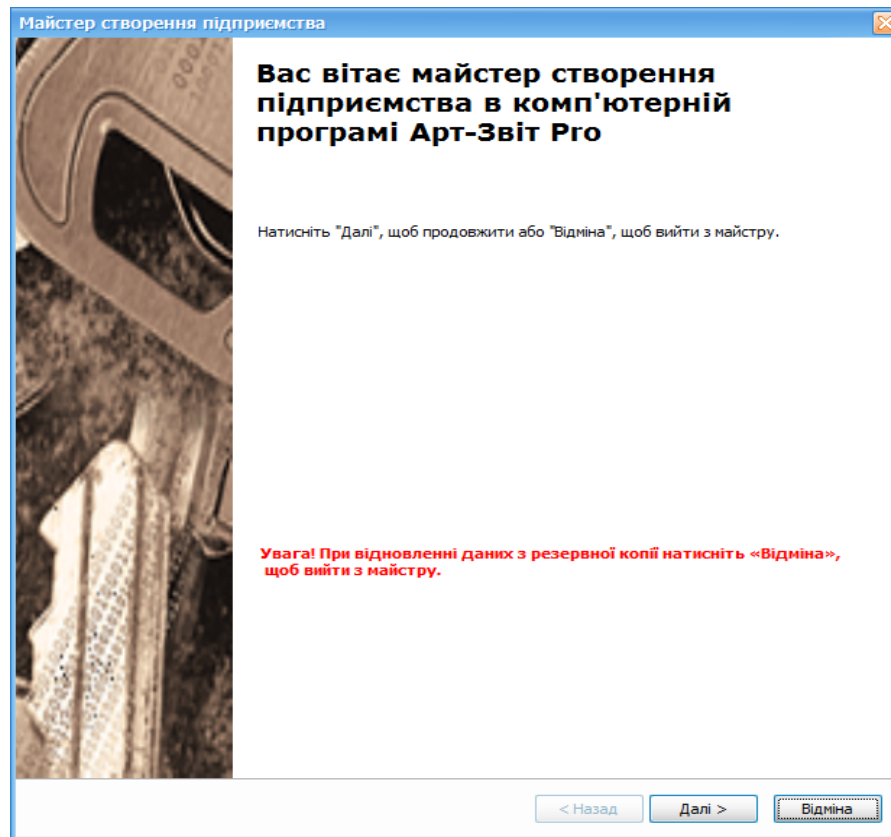 Майстер створення підприємства
Вас вітає майстер створення
підприємства в комп'ютерній
програмі Арт-Звіт Pro
Натисніть "Далі", щоб продовжити або "Відміна", щоб вийти з майстру.
Увага! При відновленні даних з резервної копії натисніть «Відміна»,
щоб вийти з майстру.
< Назад
Далі >
Відміна